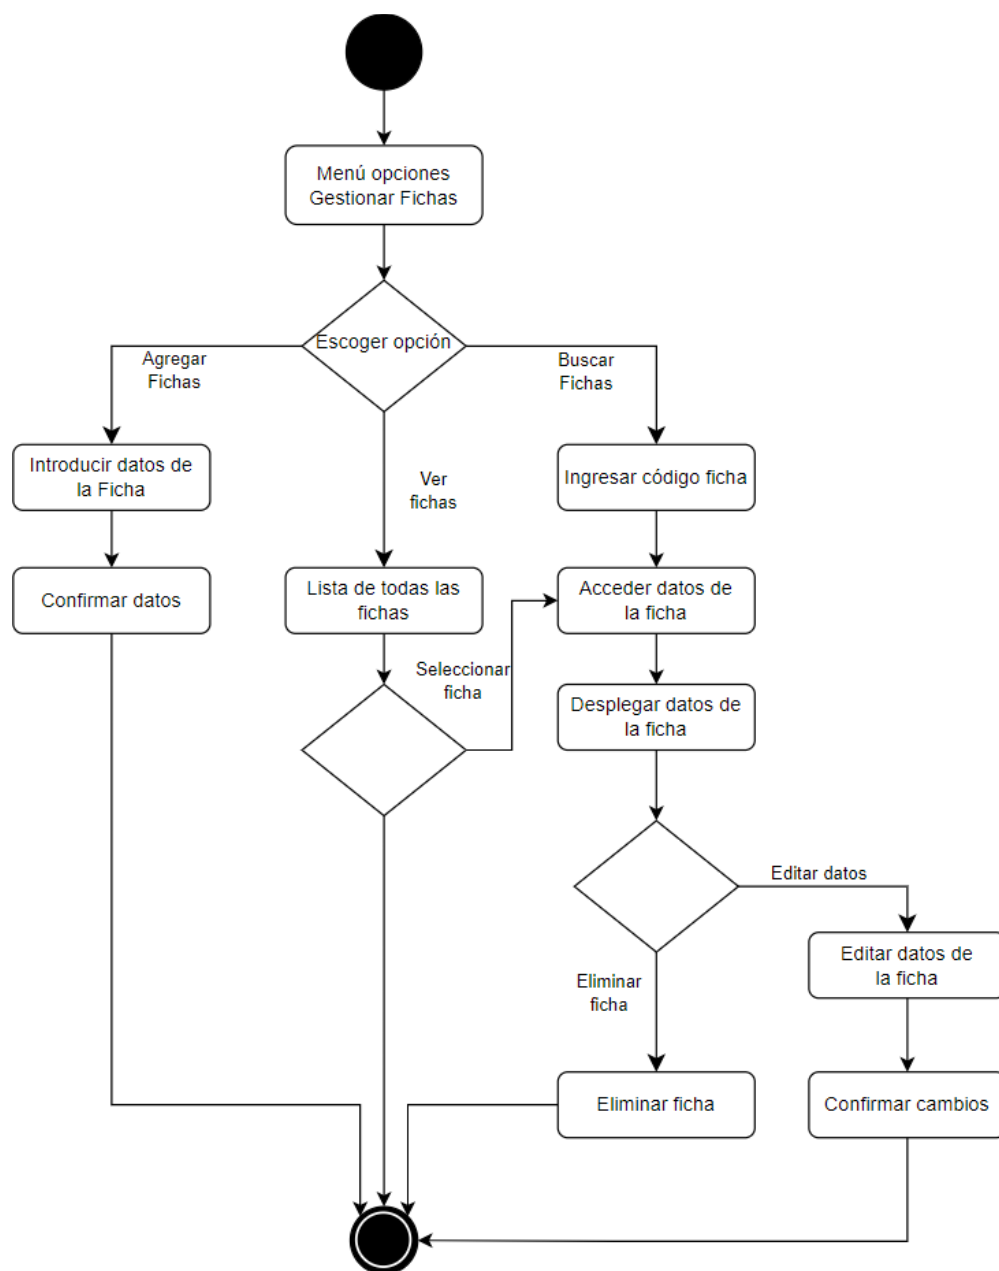 Menú opciones
Gestionar Fichas
Escoger opción
Agregar
Fichas
Buscar
Fichas
Introducir datos de
la Ficha
Ver
fichas
Ingresar código ficha
Confirmar datos
Lista de todas las
fichas
Acceder datos de
la ficha
Seleccionar
ficha
Desplegar datos de
la ficha
Editar datos
Editar datos de
la ficha
Eliminar
ficha
Eliminar ficha
Confirmar cambios